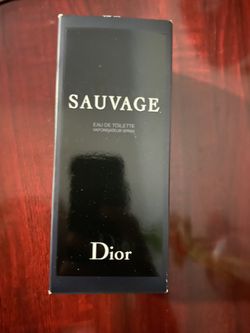 SAUVAGE
EAU DE TOILETTE
VAPORISATEUR SPRAY
Dior